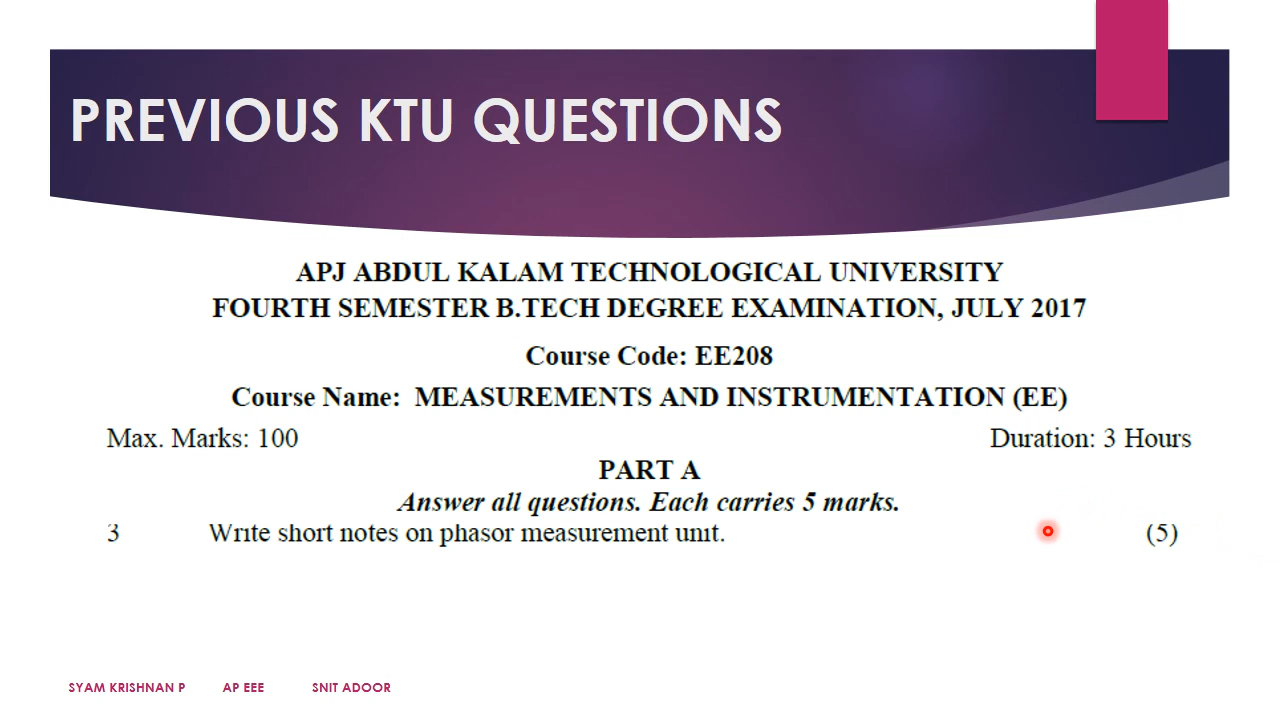 PREVIOUS KTU QUESTIONS
APJ ABDUL KALAM TECHNOLOGICAL UNIVERSITY
FOURTH SEMESTER B.TECH DEGREE EXAMINATION, JULY 2017
Course Code: EE208
Course Name: MEASUREMENTS AND INSTRUMENTATION (EE)
Max. Marks: 100 Duration: 3 Hours
PART A
Answer all questions. Each carries 5 marks.
3 Write short notes on phasor measurement unit. (5)
SYAM KRISHNAN P AP EEE SNIT ADOOR